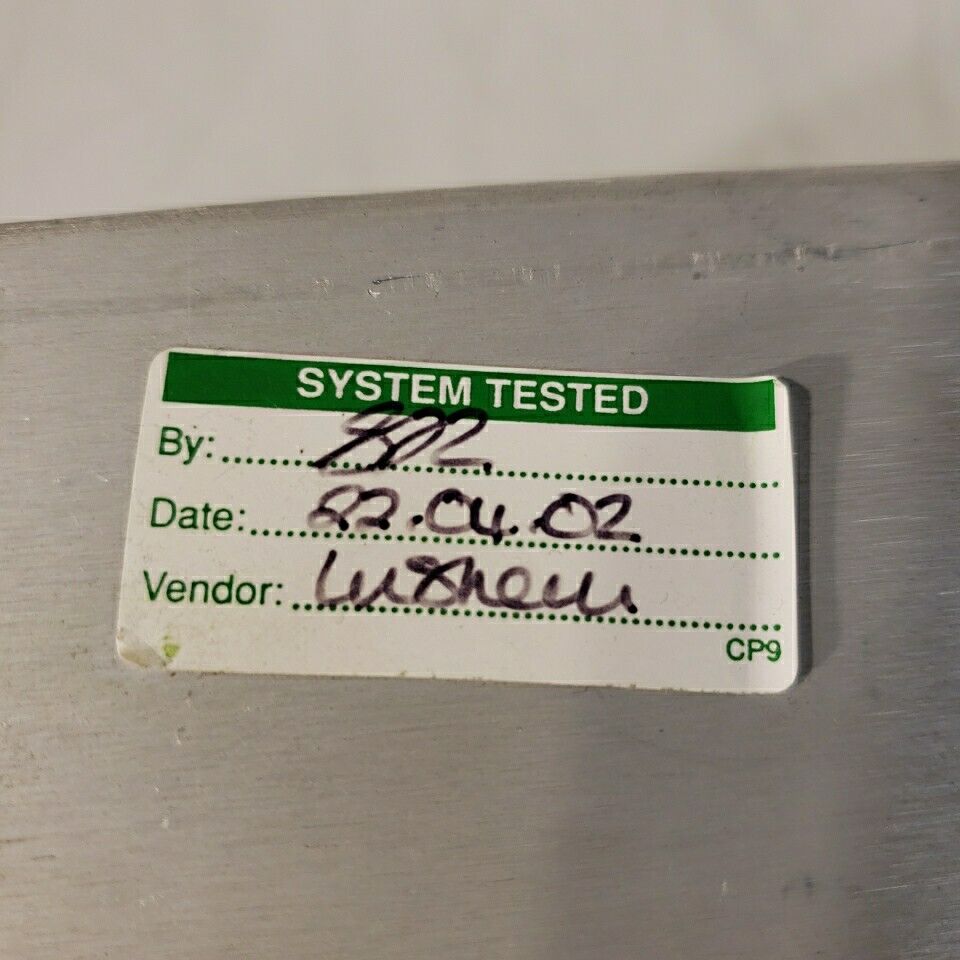 SYSTEM TESTED
By:
Date: 22.04.02
Vendor:
CP9